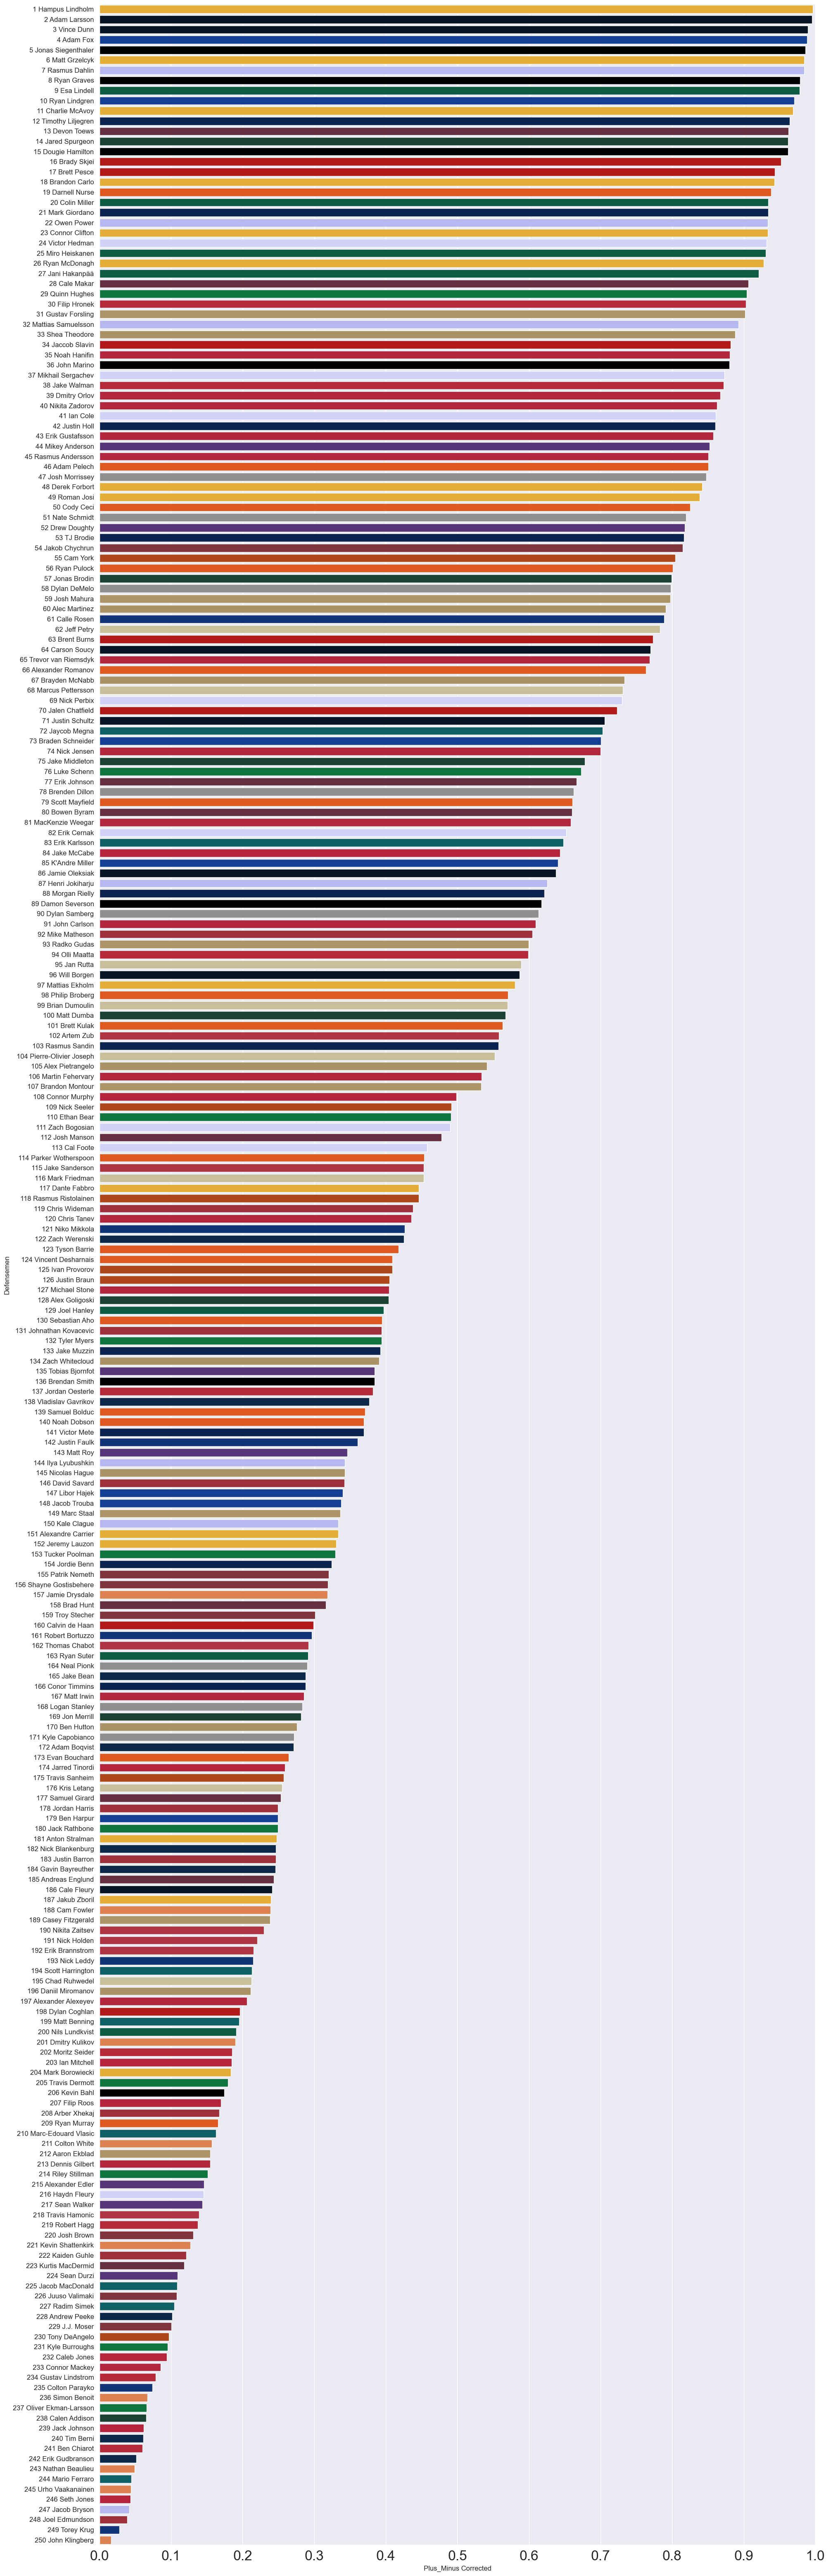 1 Hampus Lindholm
2 Adam Larsson
3 Vince Dunn
4 Adam Fox
5 Jonas Siegenthaler
6 Matt Grzelcyk
7 Rasmus Dahlin
8 Ryan Graves
9 Esa Lindell
10 Ryan Lindgren
11 Charlie McAvoy
12 Timothy Liljegren
13 Devon Toews
14 Jared Spurgeon
15 Dougie Hamilton
16 Brady Skjei
17 Brett Pesce
18 Brandon Carlo
19 Darnell Nurse
20 Colin Miller
21 Mark Giordano
22 Owen Power
23 Connor Clifton
24 Victor Hedman
25 Miro Heiskanen
26 Ryan McDonagh
27 Jani Hakanpää
28 Cale Makar
29 Quinn Hughes
30 Filip Hronek
31 Gustav Forsling
32 Mattias Samuelsson
33 Shea Theodore
34 Jaccob Slavin
35 Noah Hanifin
36 John Marino
37 Mikhail Sergachev
38 Jake Walman
39 Dmitry Orlov
40 Nikita Zadorov
41 Ian Cole
42 Justin Holl
43 Erik Gustafsson
44 Mikey Anderson
45 Rasmus Andersson
46 Adam Pelech
47 Josh Morrissey
48 Derek Forbort
49 Roman Josi
50 Cody Ceci
51 Nate Schmidt
52 Drew Doughty
53 TJ Brodie
54 Jakob Chychrun
55 Cam York
56 Ryan Pulock
57 Jonas Brodin
58 Dylan DeMelo
59 Josh Mahura
60 Alec Martinez
61 Calle Rosen
62 Jeff Petry
63 Brent Burns
64 Carson Soucy
65 Trevor van Riemsdyk
66 Alexander Romanov
67 Brayden McNabb
68 Marcus Pettersson
69 Nick Perbix
70 Jalen Chatfield
71 Justin Schultz
72 Jaycob Megna
73 Braden Schneider
74 Nick Jensen
75 Jake Middleton
76 Luke Schenn
77 Erik Johnson
78 Brenden Dillon
79 Scott Mayfield
80 Bowen Byram
81 MacKenzie Weegar
82 Erik Cernak
83 Erik Karlsson
84 Jake McCabe
85 K'Andre Miller
86 Jamie Oleksiak
87 Henri Jokiharju
88 Morgan Rielly
89 Damon Severson
90 Dylan Samberg
91 John Carlson
92 Mike Matheson
93 Radko Gudas
94 Olli Maatta
95 Jan Rutta
96 Will Borgen
97 Mattias Ekholm
98 Philip Broberg
99 Brian Dumoulin
100 Matt Dumba
101 Brett Kulak
102 Artem Zub
103 Rasmus Sandin
104 Pierre-Olivier Joseph
105 Alex Pietrangelo
106 Martin Fehervary
107 Brandon Montour
108 Connor Murphy
109 Nick Seeler
110 Ethan Bear
111 Zach Bogosian
112 Josh Manson
113 Cal Foote
114 Parker Wotherspoon
115 Jake Sanderson
116 Mark Friedman
117 Dante Fabbro
118 Rasmus Ristolainen
119 Chris Wideman
120 Chris Tanev
121 Niko Mikkola
122 Zach Werenski
123 Tyson Barrie
124 Vincent Desharnais
125 Ivan Provorov
126 Justin Braun
127 Michael Stone
128 Alex Goligoski
129 Joel Hanley
130 Sebastian Aho
131 Johnathan Kovacevic
132 Tyler Myers
133 Jake Muzzin
134 Zach Whitecloud
135 Tobias Bjornfot
136 Brendan Smith
137 Jordan Oesterle
138 Vladislav Gavrikov
139 Samuel Bolduc
140 Noah Dobson
141 Victor Mete
142 Justin Faulk
143 Matt Roy
144 Ilya Lyubushkin
145 Nicolas Hague
146 David Savard
147 Libor Hajek
148 Jacob Trouba
149 Marc Staal
150 Kale Clague
151 Alexandre Carrier
152 Jeremy Lauzon
153 Tucker Poolman
154 Jordie Benn
155 Patrik Nemeth
156 Shayne Gostisbehere
157 Jamie Drysdale
158 Brad Hunt
159 Troy Stecher
160 Calvin de Haan
161 Robert Bortuzzo
162 Thomas Chabot
163 Ryan Suter
164 Neal Pionk
165 Jake Bean
166 Conor Timmins
167 Matt Irwin
168 Logan Stanley
169 Jon Merrill
170 Ben Hutton
171 Kyle Capobianco
172 Adam Boqvist
173 Evan Bouchard
174 Jarred Tinordi
175 Travis Sanheim
176 Kris Letang
177 Samuel Girard
178 Jordan Harris
179 Ben Harpur
180 Jack Rathbone
181 Anton Stralman
182 Nick Blankenburg
183 Justin Barron
184 Gavin Bayreuther
185 Andreas Englund
186 Cale Fleury
187 Jakub Zboril
188 Cam Fowler
189 Casey Fitzgerald
190 Nikita Zaitsev
191 Nick Holden
192 Erik Brannstrom
193 Nick Leddy
194 Scott Harrington
195 Chad Ruhwedel
196 Daniil Miromanov
197 Alexander Alexeyev
198 Dylan Coghlan
199 Matt Benning
200 Nils Lundkvist
201 Dmitry Kulikov
202 Moritz Seider
203 Ian Mitchell
204 Mark Borowiecki
205 Travis Dermott
206 Kevin Bahl
207 Filip Roos
208 Arber Xhekaj
209 Ryan Murray
210 Marc-Edouard Vlasic
211 Colton White
212 Aaron Ekblad
213 Dennis Gilbert
214 Riley Stillman
215 Alexander Edler
216 Haydn Fleury
217 Sean Walker
218 Travis Hamonic
219 Robert Hagg
220 Josh Brown
221 Kevin Shattenkirk
222 Kaiden Guhle
223 Kurtis MacDermid
224 Sean Durzi
225 Jacob MacDonald
226 Juuso Valimaki
227 Radim Simek
228 Andrew Peeke
229 J.J. Moser
230 Tony DeAngelo
231 Kyle Burroughs
232 Caleb Jones
233 Connor Mackey
234 Gustav Lindstrom
235 Colton Parayko
236 Simon Benoit
237 Oliver Ekman-Larsson
238 Calen Addison
239 Jack Johnson
240 Tim Berni
241 Ben Chiarot
242 Erik Gudbranson
243 Nathan Beaulieu
244 Mario Ferraro
245 Urho Vaakanainen
246 Seth Jones
247 Jacob Bryson
248 Joel Edmundson
249 Torey Krug
250 John Klingberg
Defensemen
0.0 0.1 0.2 0.3 0.4 0.5 0.6 0.7 0.8 0.9 1.0
Plus_Minus Corrected